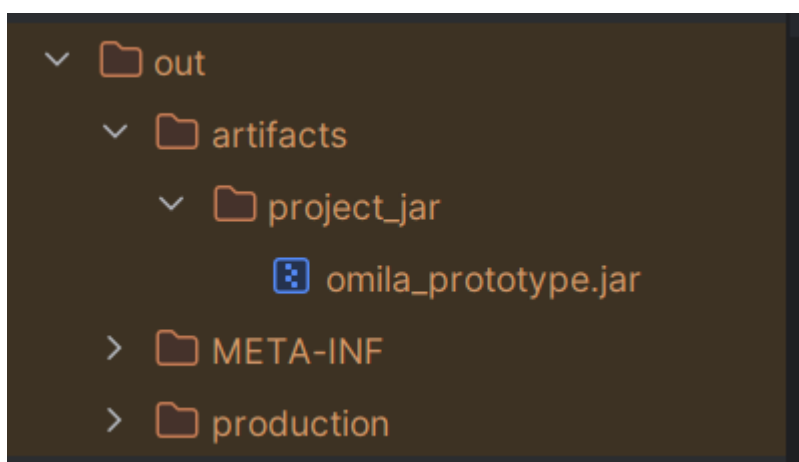 out
artifacts
project_jar
omila_prototype.jar
META-INF
production